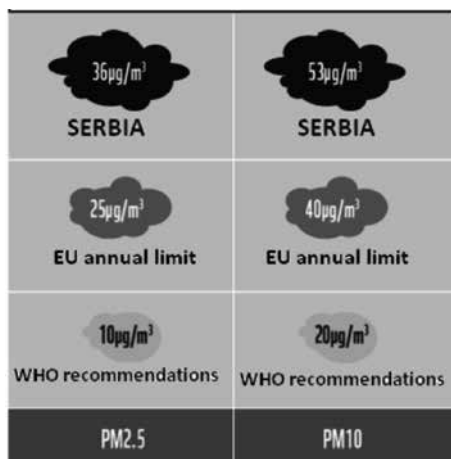 36µg/m³ 53µg/m³
SERBIA SERBIA
25µg/m³ 40µg/m³
EU annual limit EU annual limit
10µg/m³ 20µg/m³
WHO recommendations WHO recommendations
PM2.5 PM10